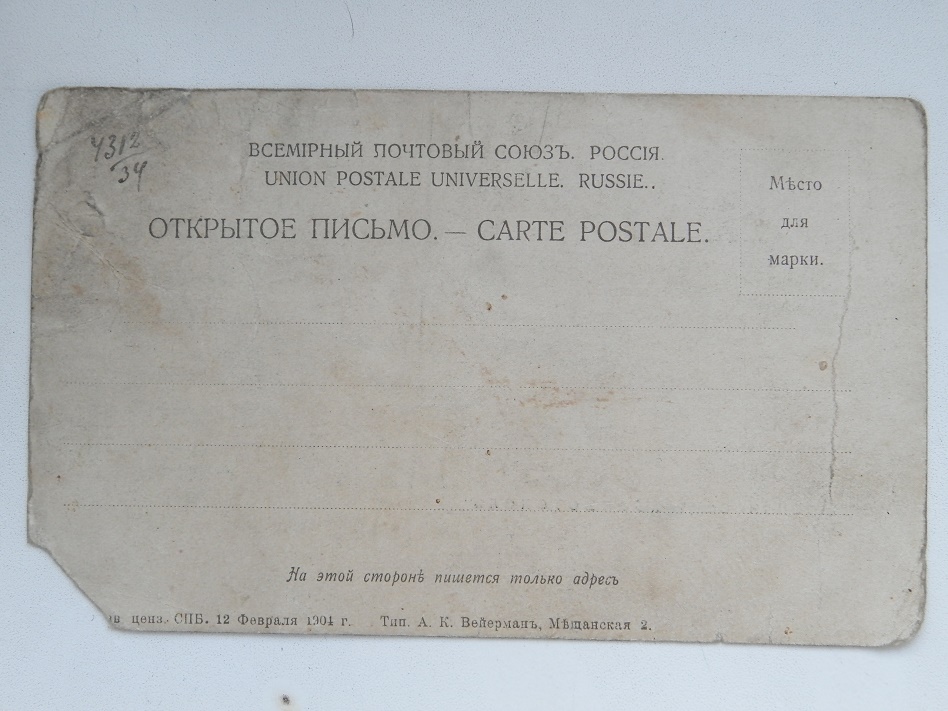 4312
34
ВСЕМІРНЫЙ ПОЧТОВЫЙ СОЮЗЪ. РОССІЯ.
UNION POSTALE UNIVERSELLE. RUSSIE..
ОТКРЫТОЕ ПИСЬМО. — CARTE POSTALE.
Мѣсто
для
марки.
На этой сторонѣ пишется только адресъ
ценз. СПБ. 12 Февраля 1904 г. Тип. А. К. Вейерманъ, Мѣщанская 2.